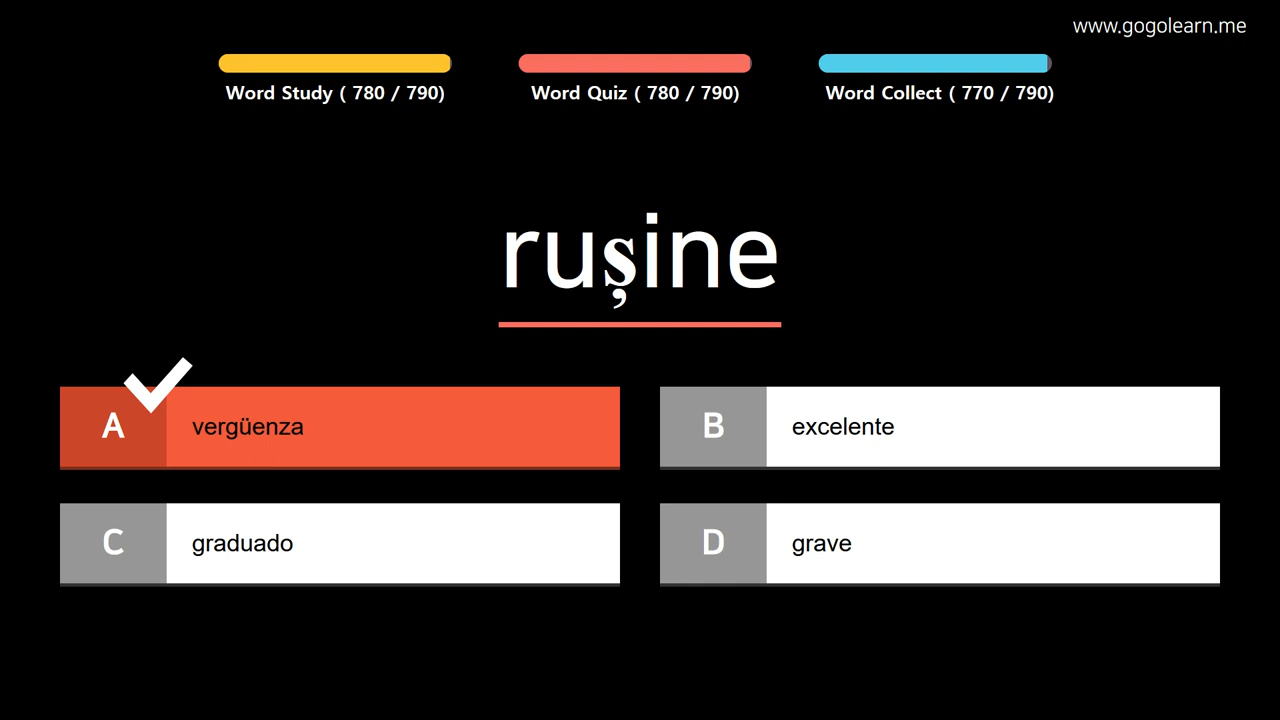 www.gogolearn.me
Word Study ( 780 / 790)
Word Quiz ( 780 / 790)
Word Collect ( 770 / 790)
rușine
A vergüenza
B excelente
C graduado
D grave